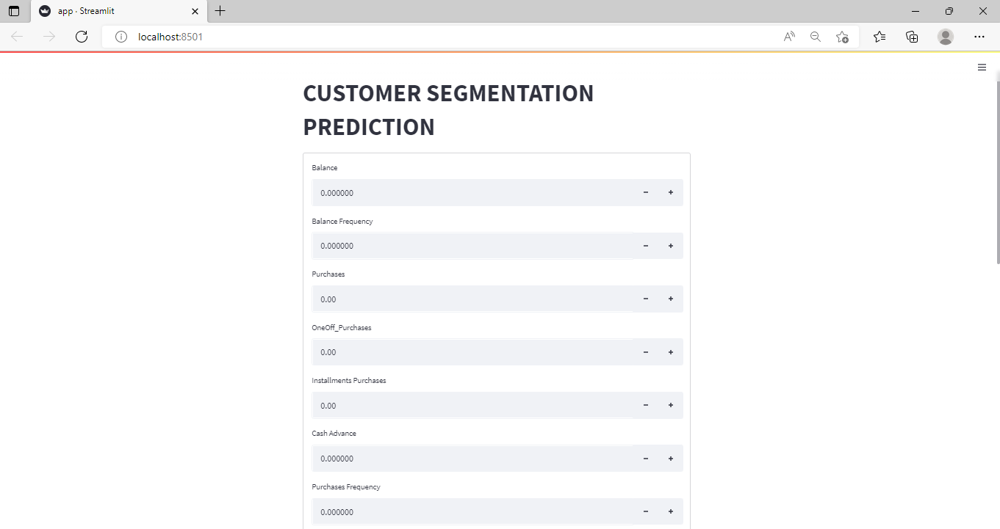 app · Streamlit
localhost:8501
CUSTOMER SEGMENTATION
PREDICTION
Balance
0.000000
Balance Frequency
0.000000
Purchases
0.00
OneOff_Purchases
0.00
Installments Purchases
0.00
Cash Advance
0.000000
Purchases Frequency
0.000000